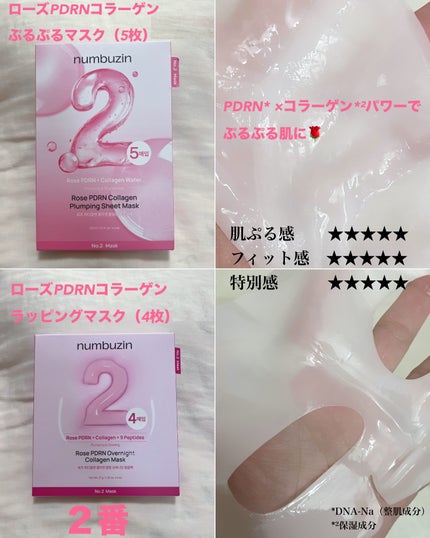 ローズPDRNコラーゲン
ぷるぷるマスク（5枚）
numbuzin
No.2 Mask
2
5매입
Rose PDRN + Collagen Water
Rose PDRN Collagen
Plumping Sheet Mask
No.2 Mask
PDRN* ×コラーゲン*²パワーで
ぷるぷる肌に🌹
肌ぷる感 ★★★★★
フィット感 ★★★★★
特別感 ★★★★★
ローズPDRNコラーゲン
ラッピングマスク（4枚）
numbuzin
No.2 Mask
2
4매입
Rose PDRN + Collagen + 9 Peptides
Rose PDRN Overnight
Collagen Mask
No.2 Mask
2番
*DNA-Na（整肌成分）
*²保湿成分